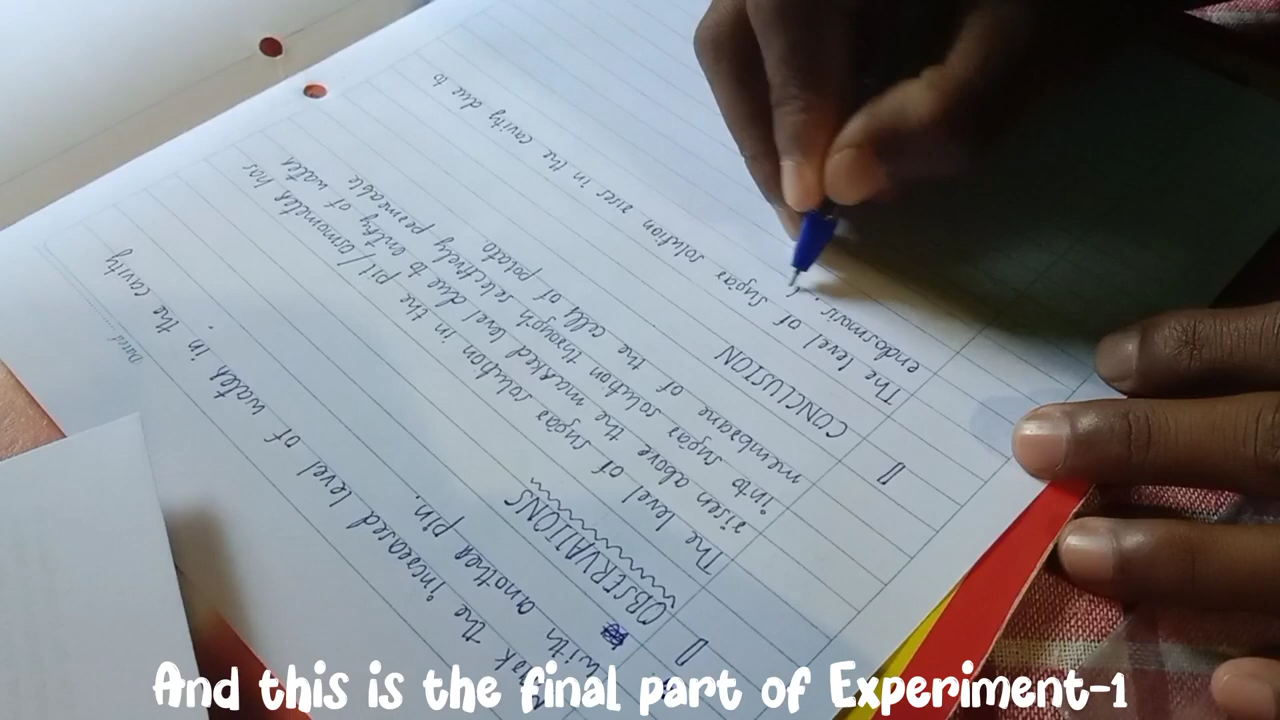 Dated
the increased level of water in the cavity
with another pin.
OBSERVATIONS
The level of sugar solution in the pit/osmometer has
risen above the marked level due to entry of water
into sugar solution through selectively permeable
membrane of the cells of potato.
CONCLUSION
The level of sugar solution rises in the cavity due to
endosmosis.
And this is the final part of Experiment-1